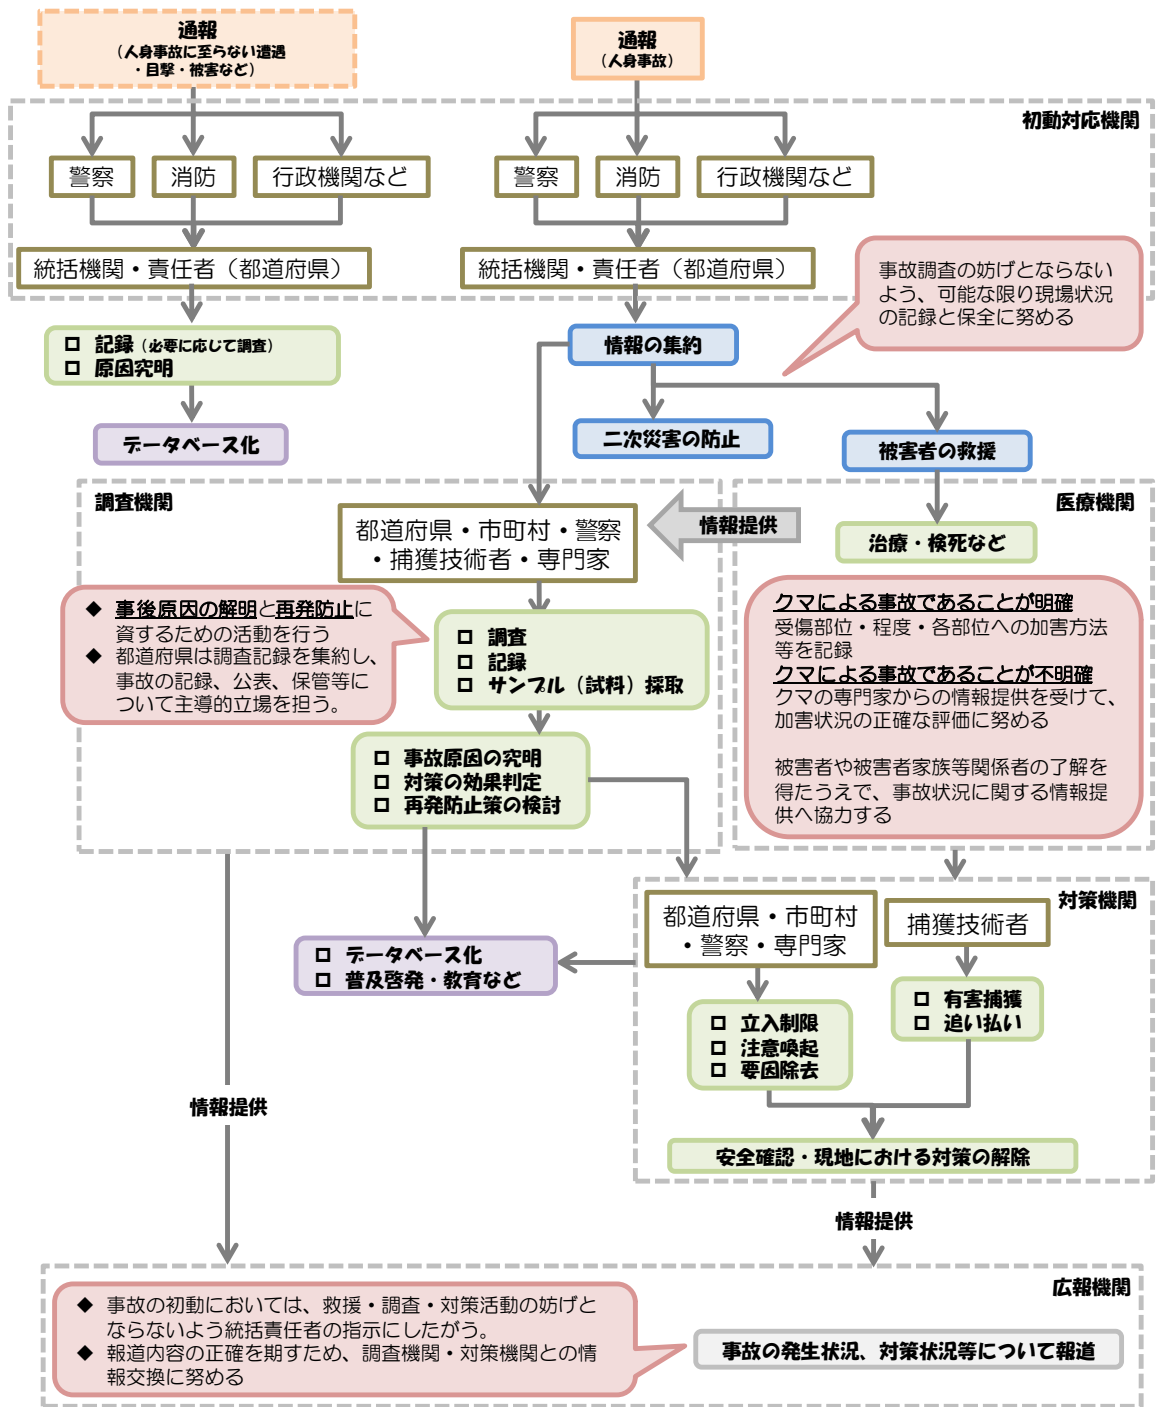 通報
（人身事故に至らない遭遇
・目撃・被害など）
通報
（人身事故）
初動対応機関
警察
消防
行政機関など
警察
消防
行政機関など
統括機関・責任者（都道府県）
統括機関・責任者（都道府県）
事故調査の妨げとならない
よう、可能な限り現場状況
の記録と保全に努める
□ 記録（必要に応じて調査）
□ 原因究明
情報の集約
データベース化
二次災害の防止
被害者の救援
調査機関
都道府県・市町村・警察
・捕獲技術者・専門家
情報提供
医療機関
治療・検死など
◆ 事後原因の解明と再発防止に
資するための活動を行う
◆ 都道府県は調査記録を集約し、
事故の記録、公表、保管等に
ついて主導的立場を担う。
□ 調査
□ 記録
□ サンプル（試料）採取
クマによる事故であることが明確
受傷部位・程度・各部位への加害方法
等を記録
クマによる事故であることが不明確
クマの専門家からの情報提供を受けて、
加害状況の正確な評価に努める
被害者や被害者家族等関係者の了解を
得たうえで、事故状況に関する情報提
供へ協力する
□ 事故原因の究明
□ 対策の効果判定
□ 再発防止策の検討
対策機関
都道府県・市町村
・警察・専門家
捕獲技術者
□ データベース化
□ 普及啓発・教育など
□ 立入制限
□ 注意喚起
□ 要因除去
□ 有害捕獲
□ 追い払い
情報提供
安全確認・現地における対策の解除
情報提供
広報機関
◆ 事故の初動においては、救援・調査・対策活動の妨げと
ならないよう統括責任者の指示にしたがう。
◆ 報道内容の正確を期すため、調査機関・対策機関との情
報交換に努める
事故の発生状況、対策状況等について報道